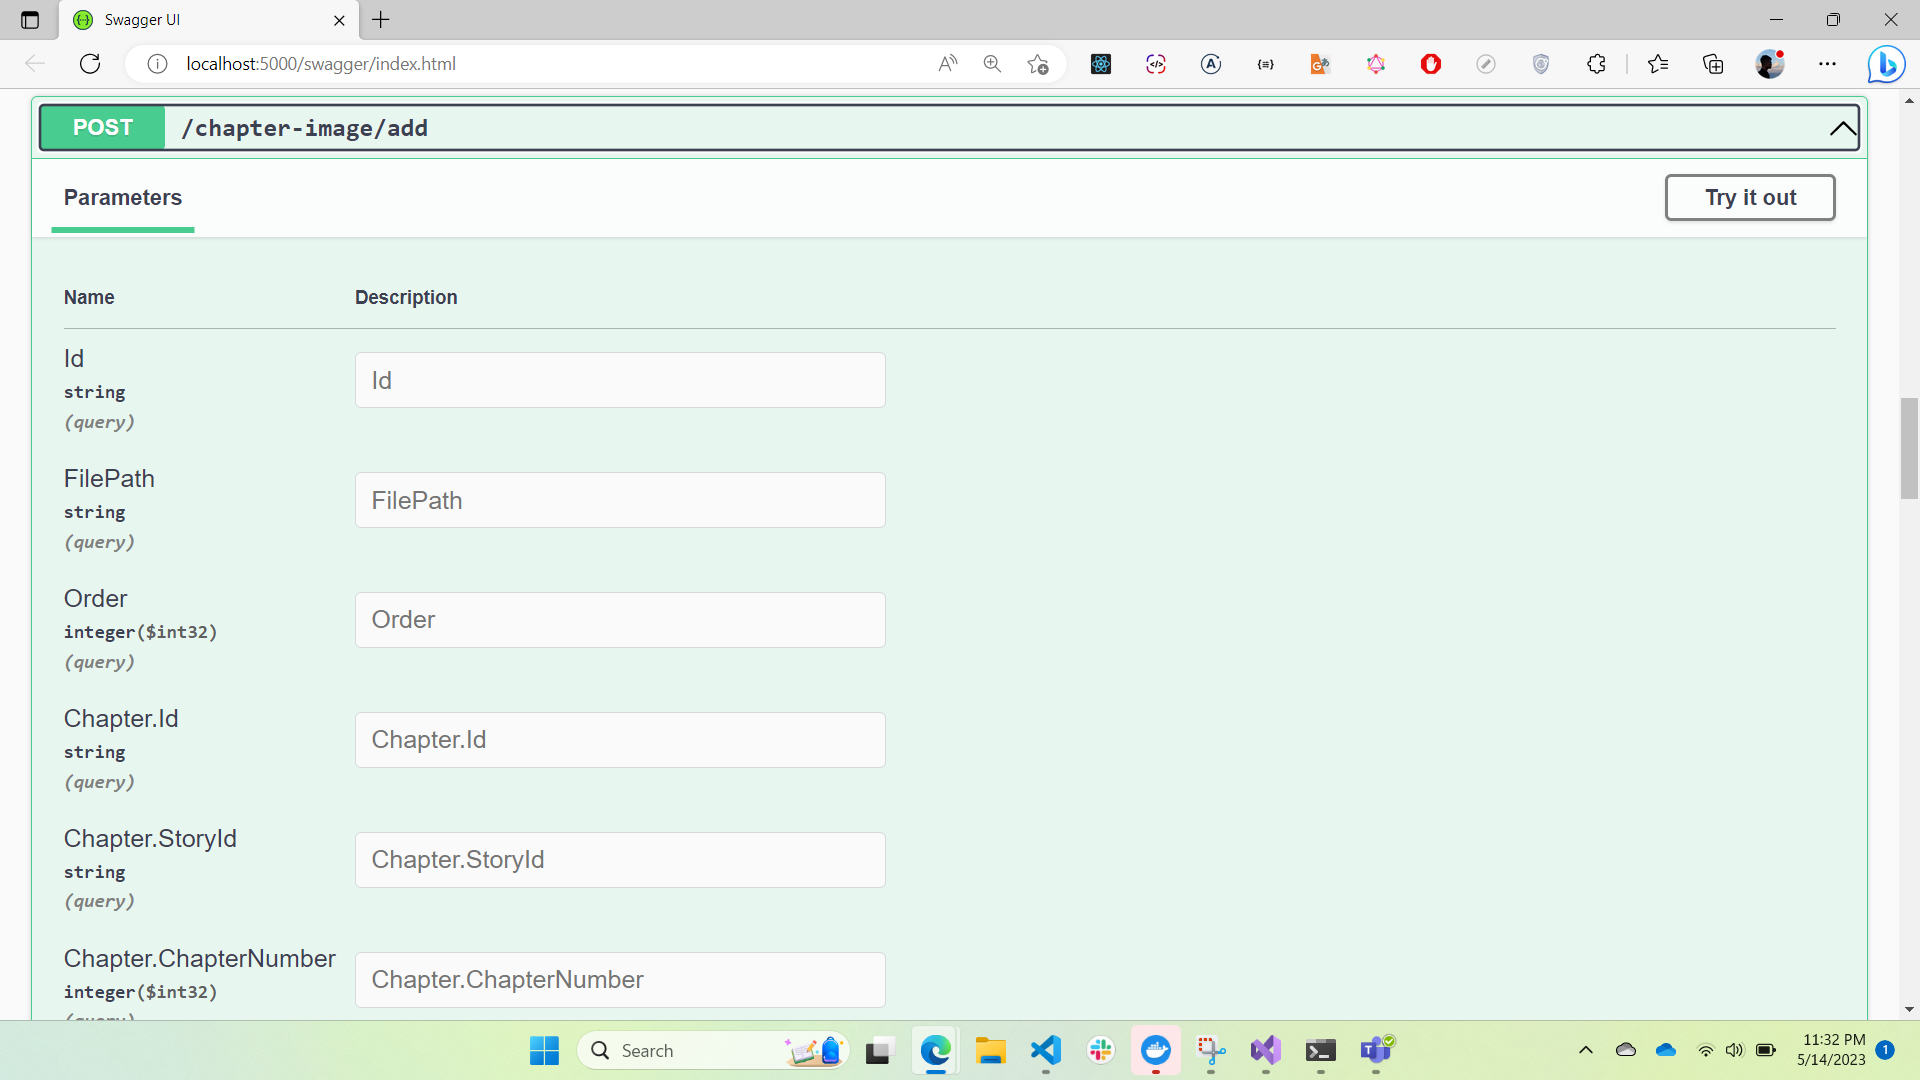 Swagger UI
localhost:5000/swagger/index.html
POST /chapter-image/add
Parameters
Try it out
Name Description
Id
string
(query)
Id
FilePath
string
(query)
FilePath
Order
integer($int32)
(query)
Order
Chapter.Id
string
(query)
Chapter.Id
Chapter.StoryId
string
(query)
Chapter.StoryId
Chapter.ChapterNumber
integer($int32)
(query)
Chapter.ChapterNumber
Search
11:32 PM
5/14/2023
1